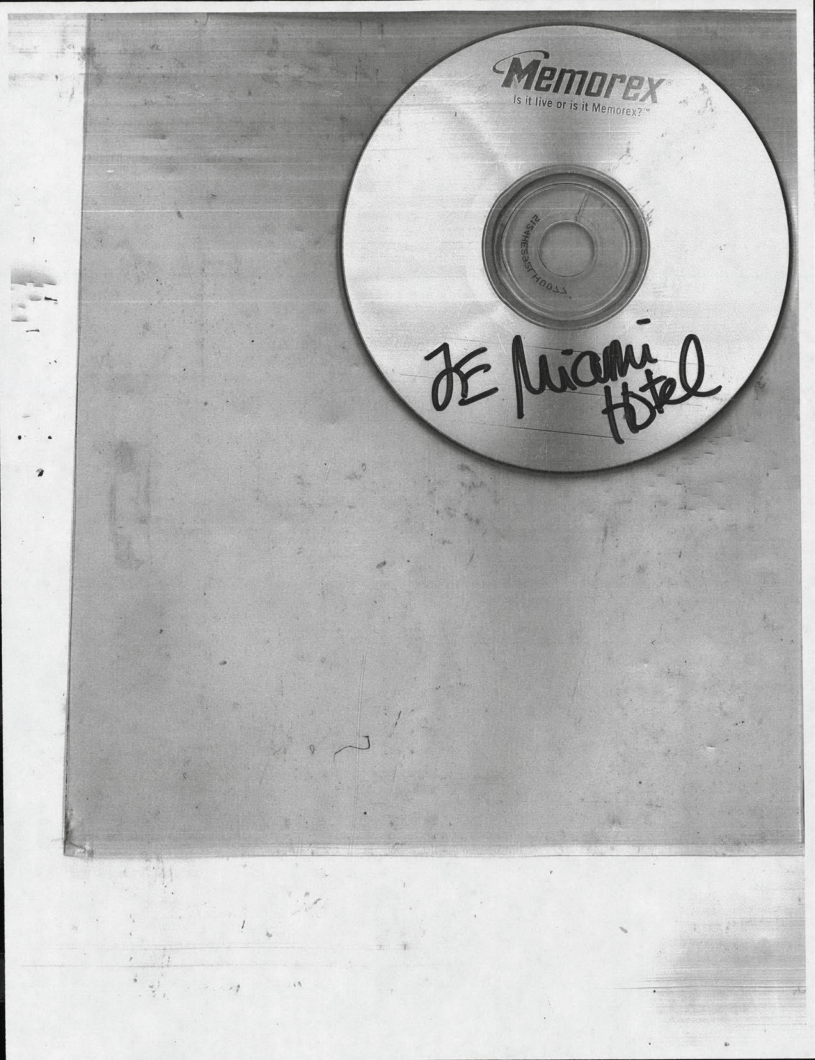 Memorex
Is it live or is it Memorex?™
JE Miami
Hotel